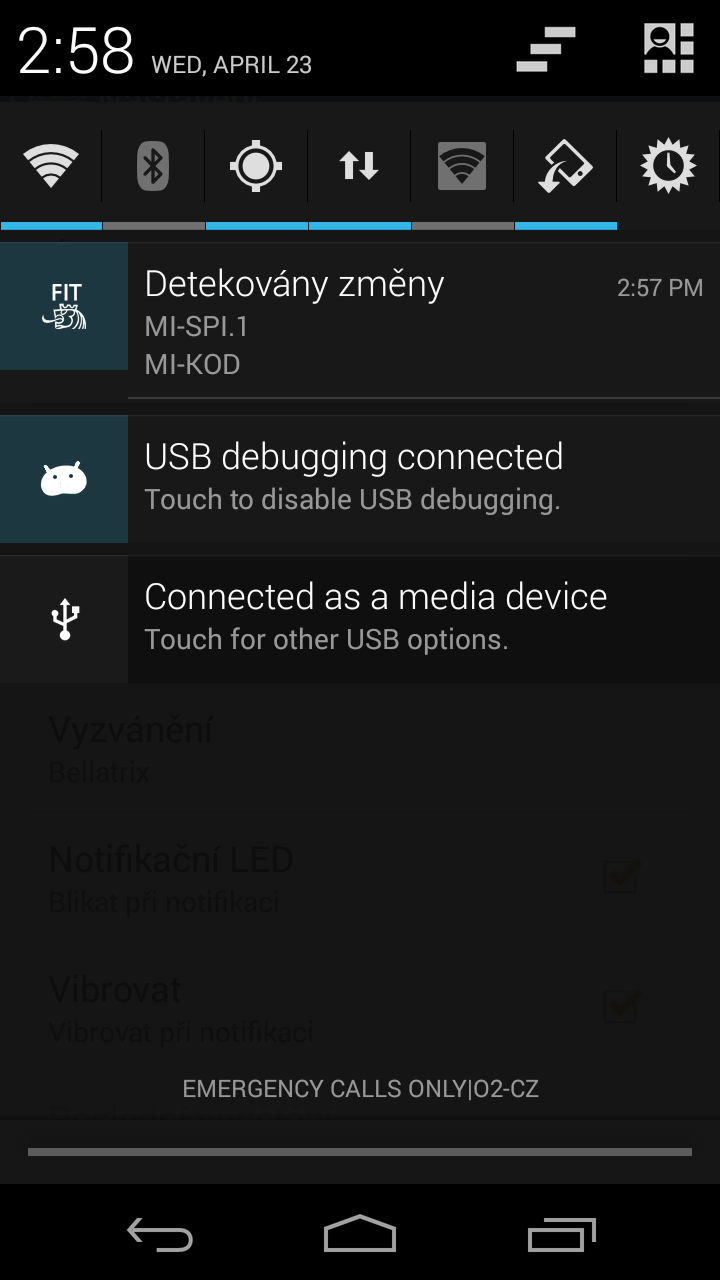 2:58 WED, APRIL 23
FIT
Detekovány změny 2:57 PM
MI-SPI.1
MI-KOD
USB debugging connected
Touch to disable USB debugging.
Connected as a media device
Touch for other USB options.
Vyzvánění
Bellatrix
Notifikační LED
Blikat při notifikaci
Vibrovat
Vibrovat při notifikaci
EMERGENCY CALLS ONLY|O2-CZ